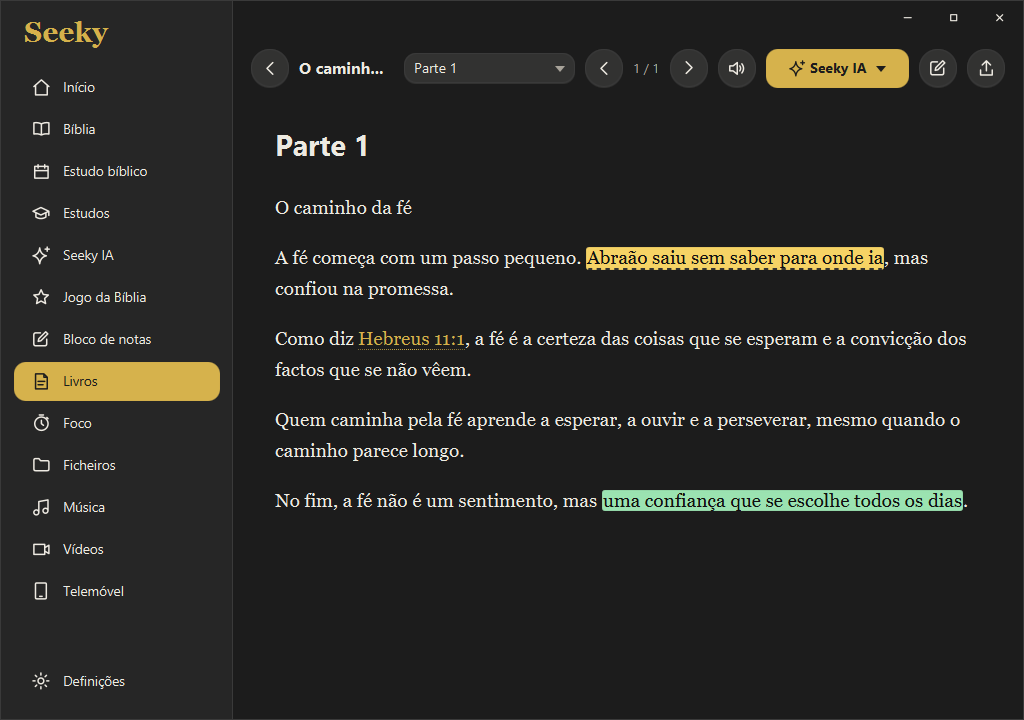 Seeky
Início
Bíblia
Estudo bíblico
Estudos
Seeky IA
Jogo da Bíblia
Bloco de notas
Livros
Foco
Ficheiros
Música
Vídeos
Telemóvel
Definições
O caminh...
Parte 1
1 / 1
Seeky IA
Parte 1
O caminho da fé
A fé começa com um passo pequeno. Abraão saiu sem saber para onde ia, mas
confiou na promessa.
Como diz Hebreus 11:1, a fé é a certeza das coisas que se esperam e a convicção dos
factos que se não vêem.
Quem caminha pela fé aprende a esperar, a ouvir e a perseverar, mesmo quando o
caminho parece longo.
No fim, a fé não é um sentimento, mas uma confiança que se escolhe todos os dias.